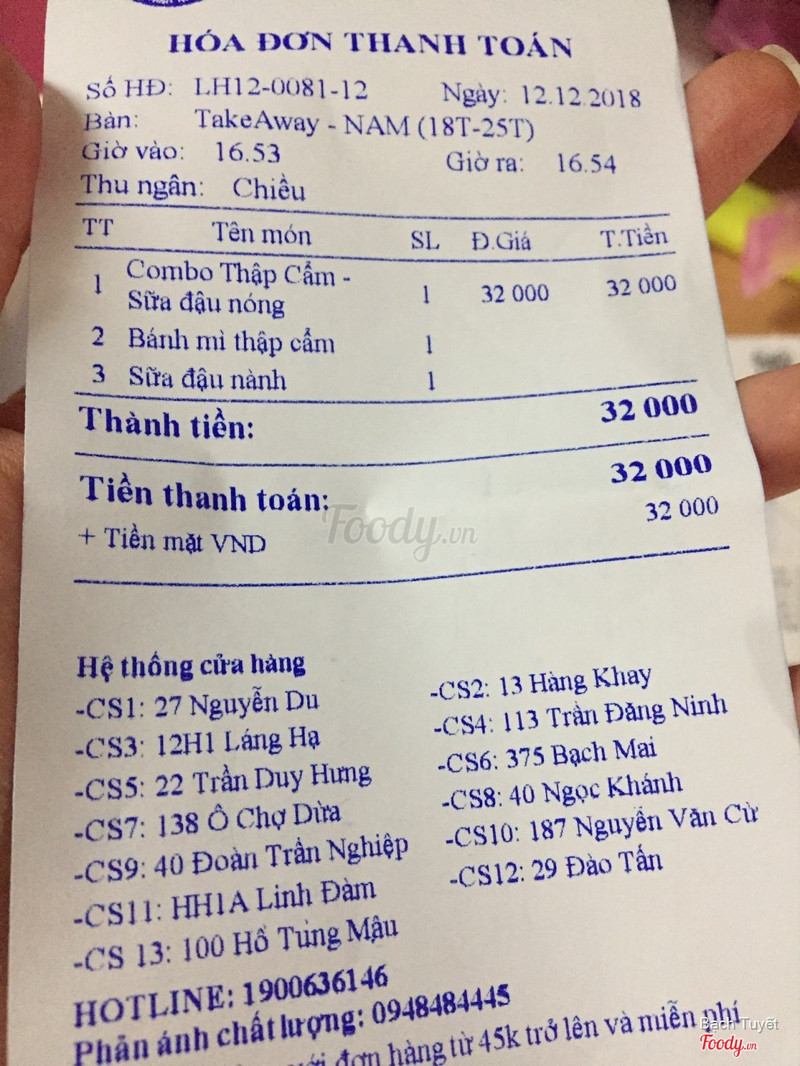 HÓA ĐƠN THANH TOÁN
Số HĐ: LH12-0081-12 Ngày: 12.12.2018
Bàn: TakeAway - NAM (18T-25T)
Giờ vào: 16.53 Giờ ra: 16.54
Thu ngân: Chiều
TT Tên món SL Đ.Giá T.Tiền
1 Combo Thập Cẩm - Sữa đậu nóng 1 32 000 32 000
2 Bánh mì thập cẩm 1
3 Sữa đậu nành 1
Thành tiền: 32 000
Tiền thanh toán: 32 000
+ Tiền mặt VND 32 000
Foody.vn
Hệ thống cửa hàng
-CS1: 27 Nguyễn Du -CS2: 13 Hàng Khay
-CS3: 12H1 Láng Hạ -CS4: 113 Trần Đăng Ninh
-CS5: 22 Trần Duy Hưng -CS6: 375 Bạch Mai
-CS7: 138 Ô Chợ Dừa -CS8: 40 Ngọc Khánh
-CS9: 40 Đoàn Trần Nghiệp -CS10: 187 Nguyễn Văn Cừ
-CS11: HH1A Linh Đàm -CS12: 29 Đào Tấn
-CS 13: 100 Hồ Tùng Mậu
HOTLINE: 1900636146
Phản ánh chất lượng: 0948484445
với đơn hàng từ 45k trở lên và miễn phí
Bạch Tuyết
Foody.vn